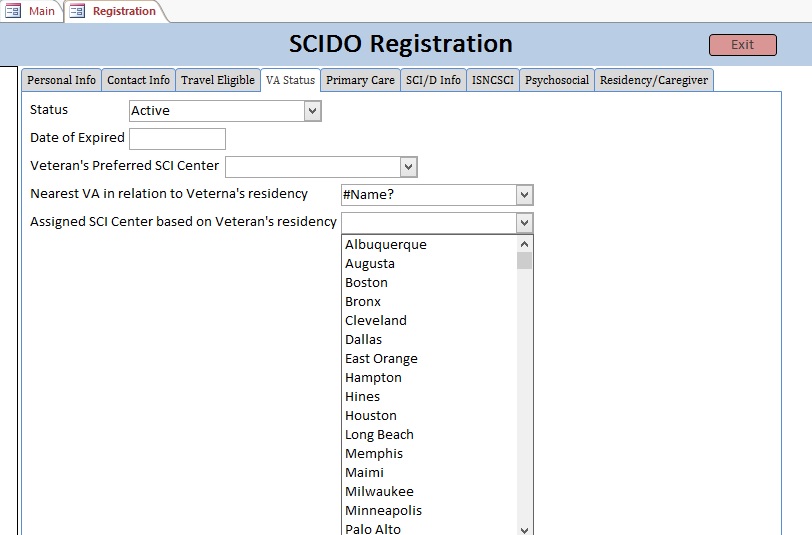 Main Registration
SCIDO Registration Exit
Personal Info Contact Info Travel Eligible VA Status Primary Care SCI/D Info ISNCSCI Psychosocial Residency/Caregiver
Status Active
Date of Expired
Veteran's Preferred SCI Center
Nearest VA in relation to Veterna's residency #Name?
Assigned SCI Center based on Veteran's residency
Albuquerque
Augusta
Boston
Bronx
Cleveland
Dallas
East Orange
Hampton
Hines
Houston
Long Beach
Memphis
Maimi
Milwaukee
Minneapolis
Palo Alto